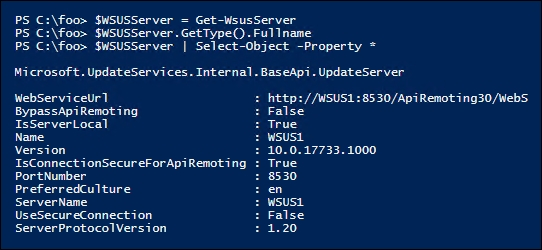 PS C:\foo> $WSUSServer = Get-WsusServer
PS C:\foo> $WSUSServer.GetType().Fullname
PS C:\foo> $WSUSServer | Select-Object -Property *
Microsoft.UpdateServices.Internal.BaseApi.UpdateServer
WebServiceUrl : http://WSUS1:8530/ApiRemoting30/WebS
BypassApiRemoting : False
IsServerLocal : True
Name : WSUS1
Version : 10.0.17733.1000
IsConnectionSecureForApiRemoting : True
PortNumber : 8530
PreferredCulture : en
ServerName : WSUS1
UseSecureConnection : False
ServerProtocolVersion : 1.20